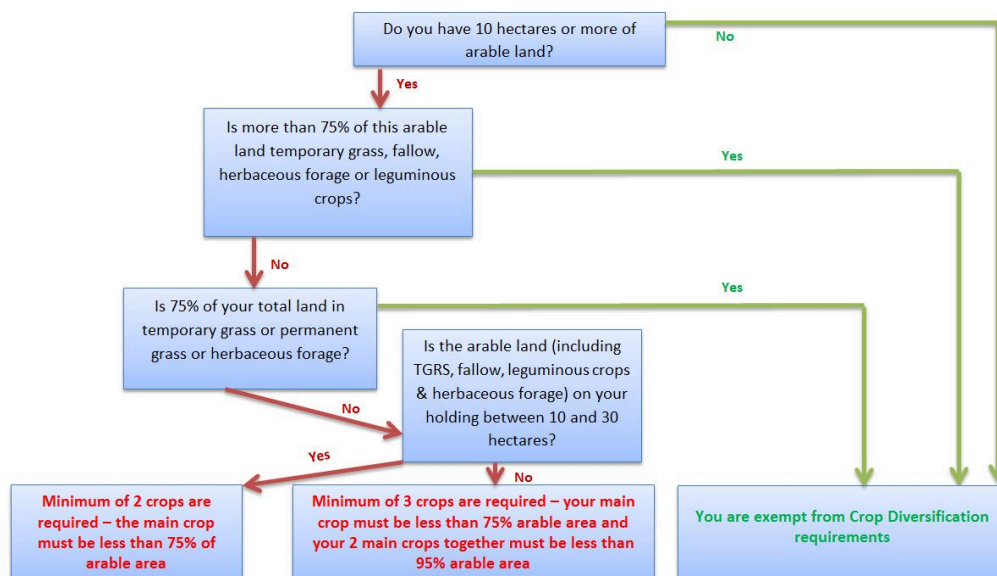 Do you have 10 hectares or more of
arable land?
No
Yes
Is more than 75% of this arable
land temporary grass, fallow,
herbaceous forage or leguminous
crops?
Yes
No
Is 75% of your total land in
temporary grass or permanent
grass or herbaceous forage?
Yes
Is the arable land (including
TGRS, fallow, leguminous crops
& herbaceous forage) on your
holding between 10 and 30
hectares?
No
Yes
No
Minimum of 2 crops are
required – the main crop
must be less than 75% of
arable area
Minimum of 3 crops are required – your main
crop must be less than 75% arable area and
your 2 main crops together must be less than
95% arable area
You are exempt from Crop Diversification
requirements